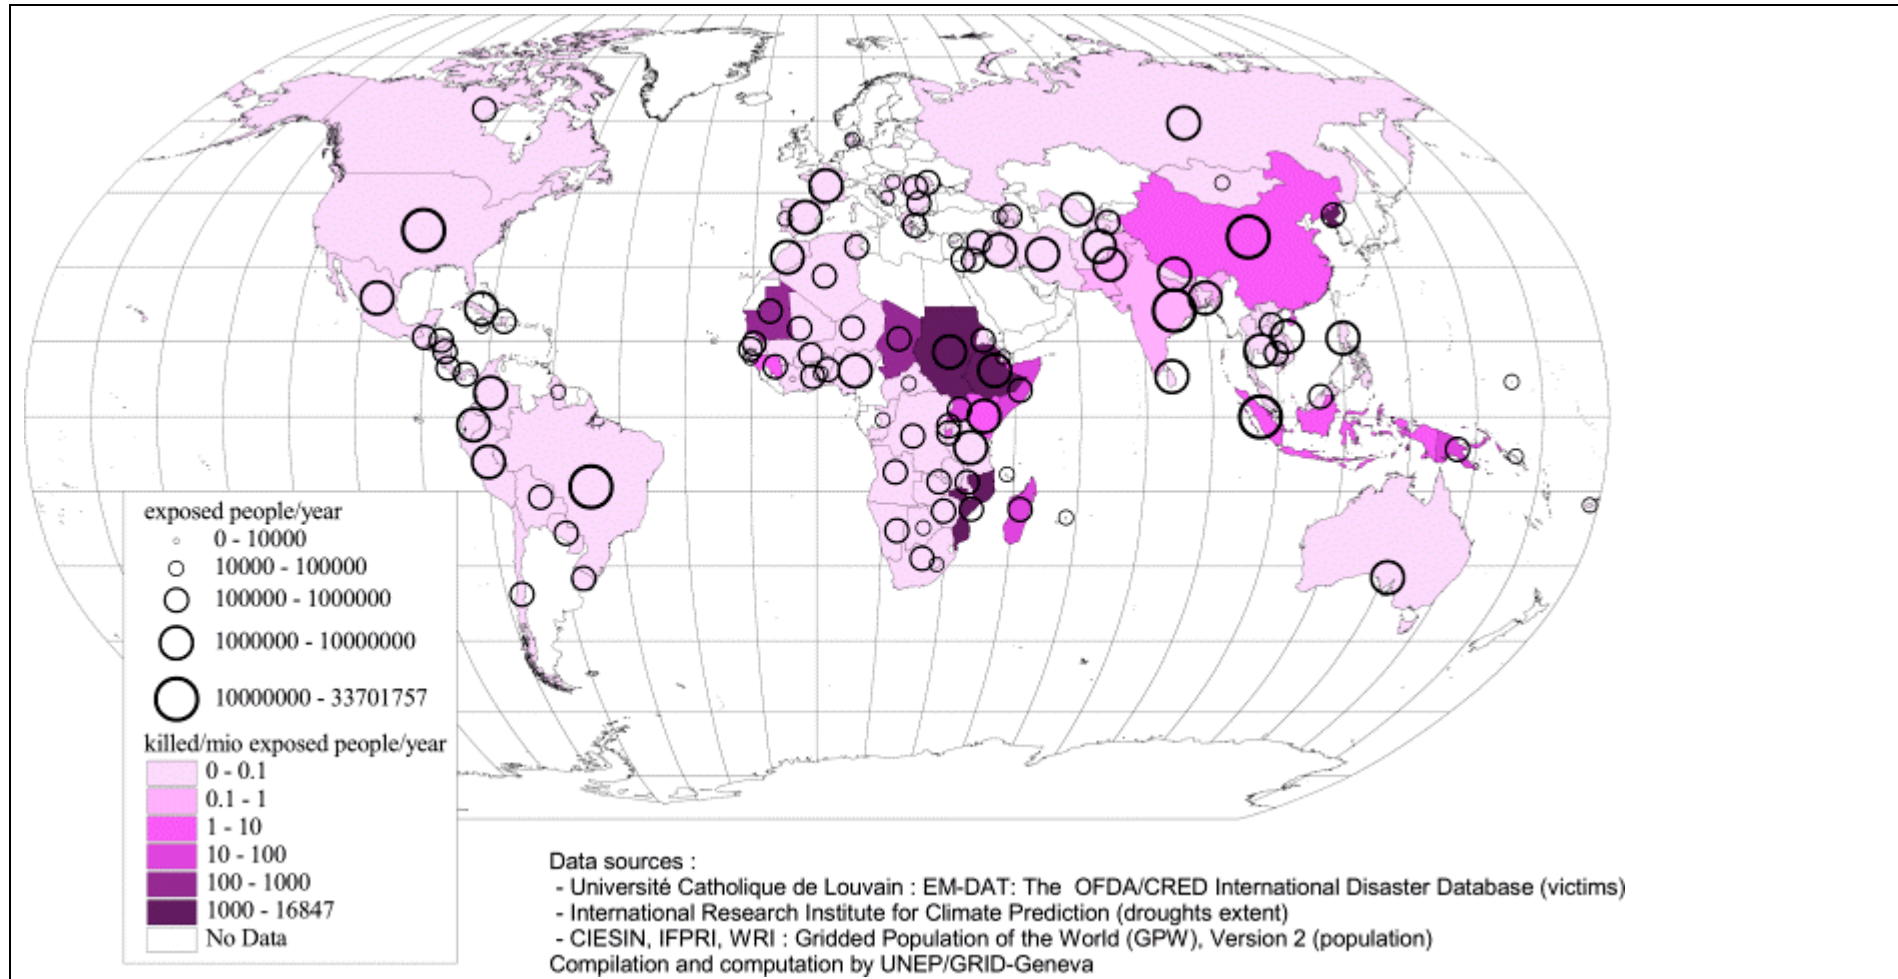 exposed people/year
0 - 10000
10000 - 100000
100000 - 1000000
1000000 - 10000000
10000000 - 33701757
killed/mio exposed people/year
0 - 0.1
0.1 - 1
1 - 10
10 - 100
100 - 1000
1000 - 16847
No Data
Data sources :
- Université Catholique de Louvain : EM-DAT: The OFDA/CRED International Disaster Database (victims)
- International Research Institute for Climate Prediction (droughts extent)
- CIESIN, IFPRI, WRI : Gridded Population of the World (GPW), Version 2 (population)
Compilation and computation by UNEP/GRID-Geneva